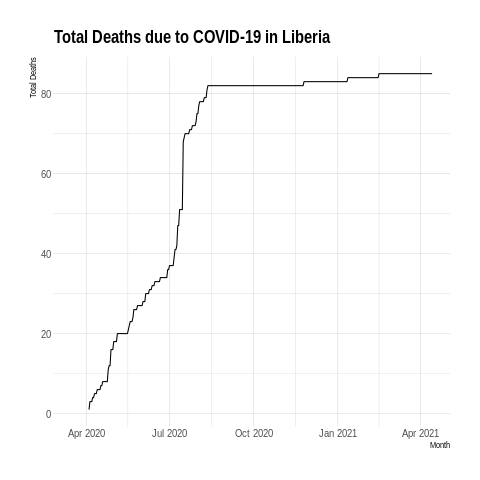 Total Deaths due to COVID-19 in Liberia
Total Deaths
80
60
40
20
0
Apr 2020 Jul 2020 Oct 2020 Jan 2021 Apr 2021
Month